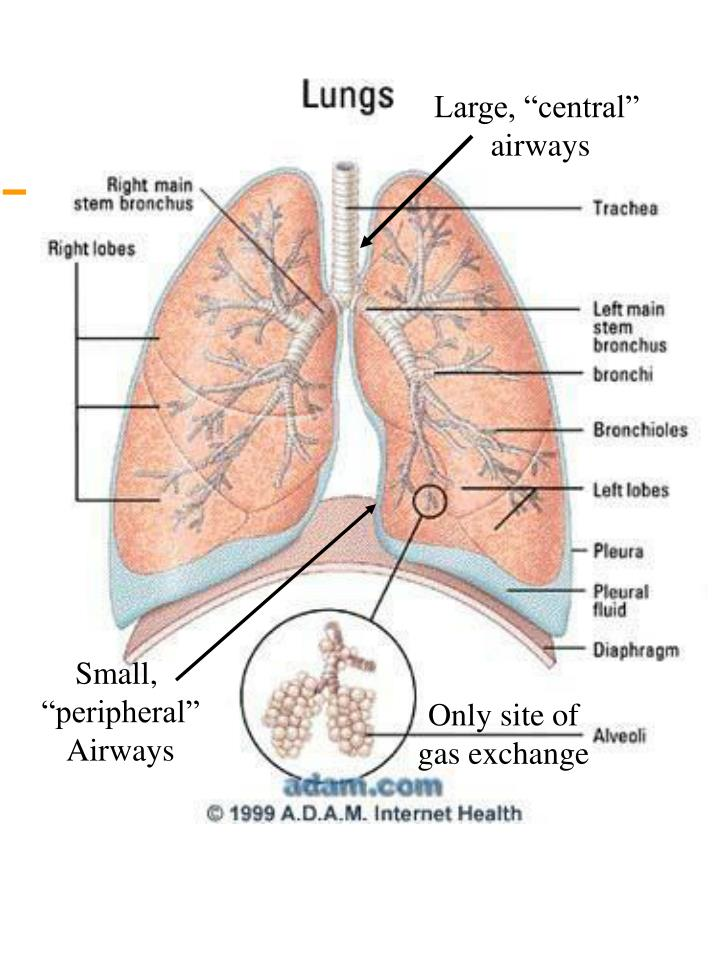 Lungs
Large, “central”
airways
Right main
stem bronchus
Trachea
Right lobes
Left main
stem
bronchus
bronchi
Bronchioles
Left lobes
Pleura
Pleural
fluid
Diaphragm
Small,
“peripheral”
Airways
Only site of
gas exchange
Alveoli
adam.com
© 1999 A.D.A.M. Internet Health